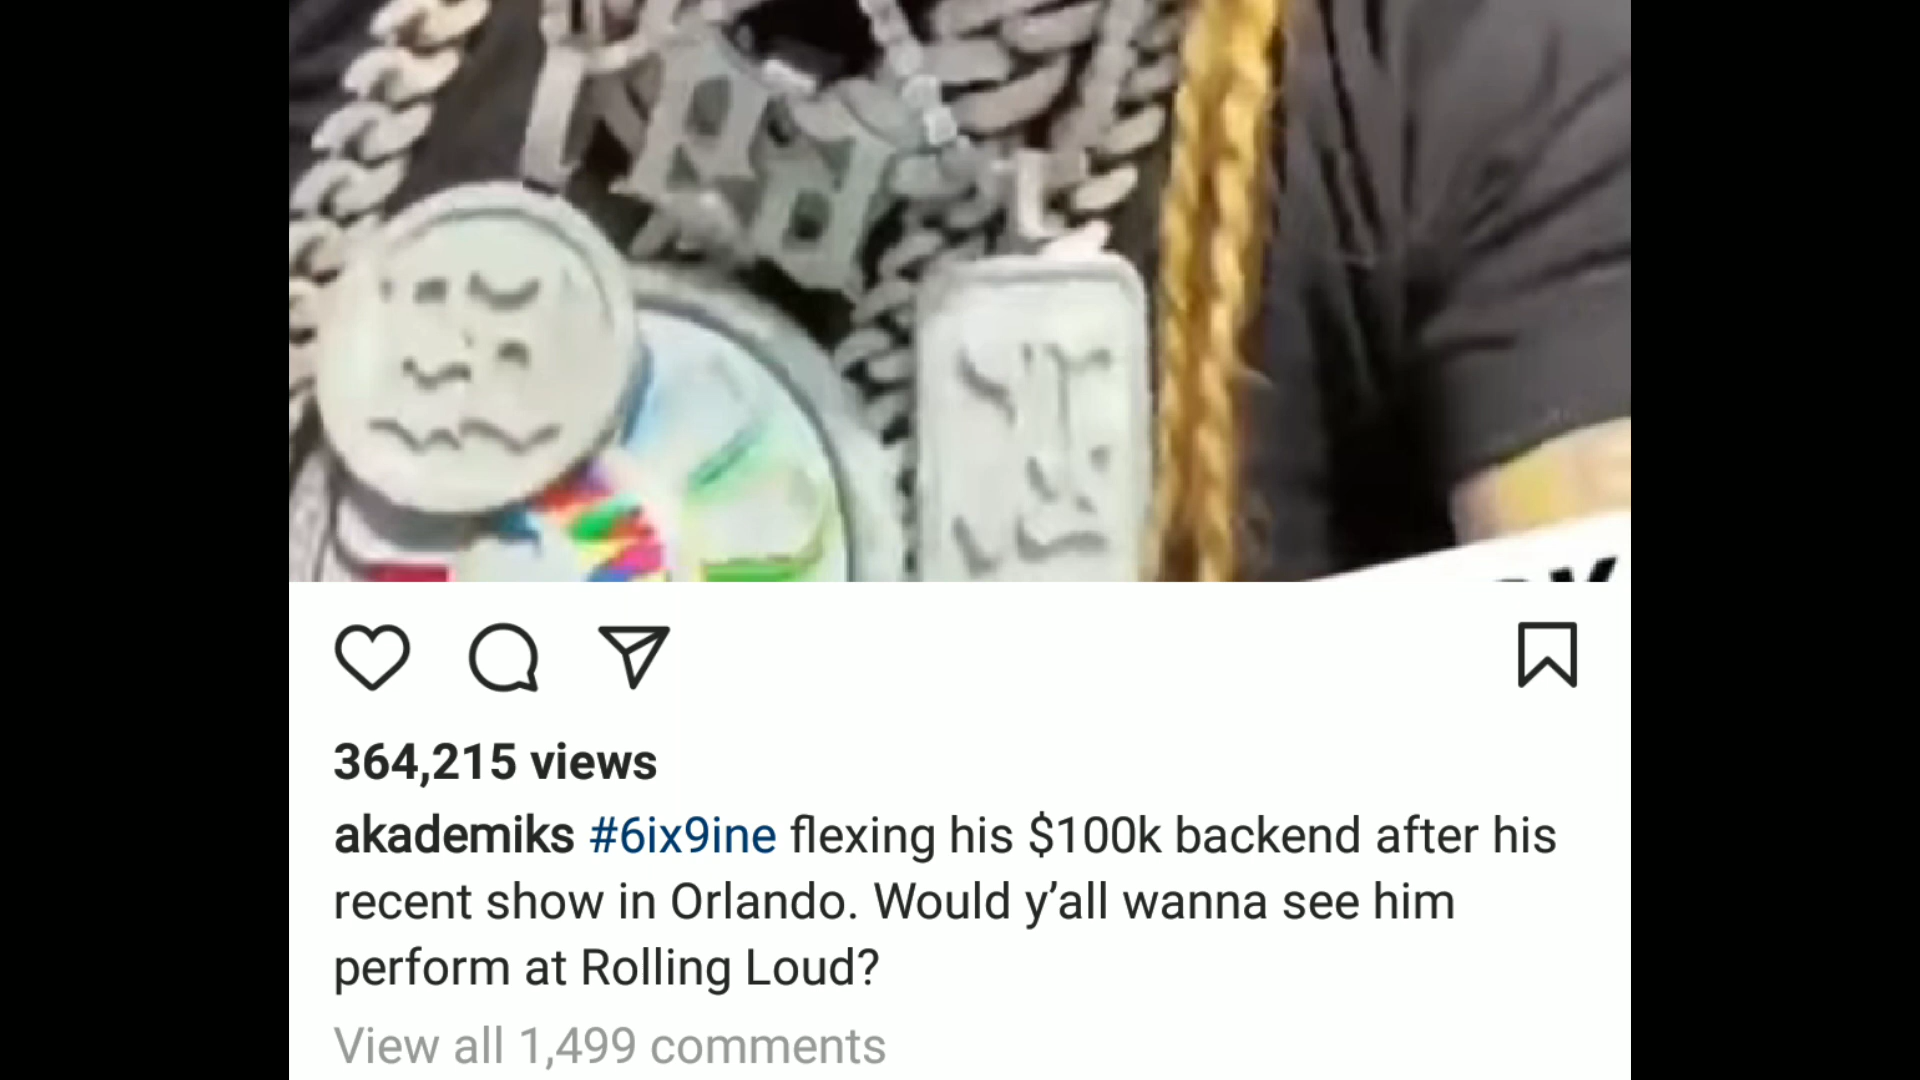 364,215 views
akademiks #6ix9ine flexing his $100k backend after his
recent show in Orlando. Would y’all wanna see him
perform at Rolling Loud?
View all 1,499 comments